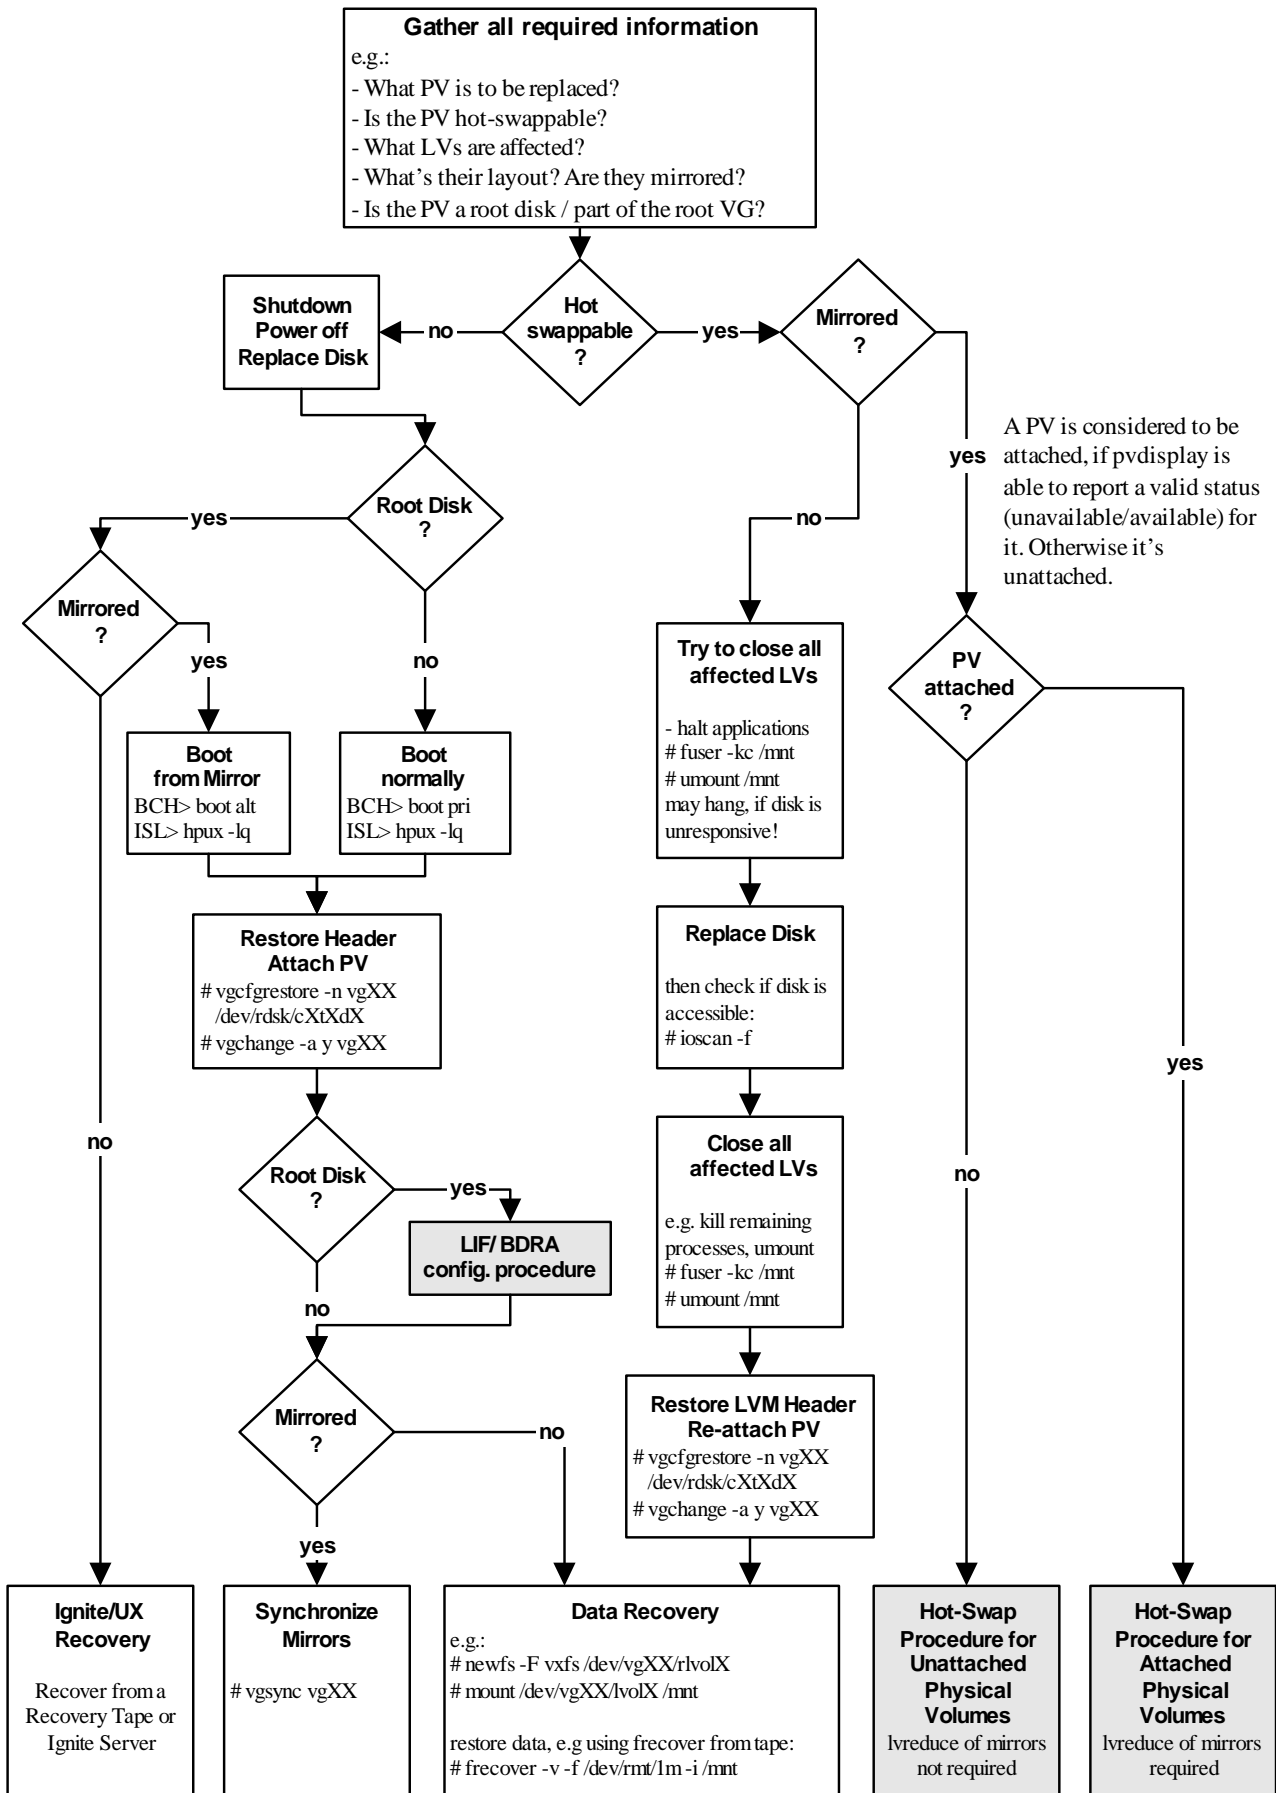 Gather all required information
e.g.:
- What PV is to be replaced?
- Is the PV hot-swappable?
- What LVs are affected?
- What's their layout? Are they mirrored?
- Is the PV a root disk / part of the root VG?
Shutdown
Power off
Replace Disk
no
Hot
swappable
?
yes
Mirrored
?
A PV is considered to be
attached, if pvdisplay is
able to report a valid status
(unavailable/available) for
it. Otherwise it's
unattached.
yes
no
Root Disk
?
yes
Mirrored
?
yes
no
Boot
from Mirror
BCH> boot alt
ISL> hpux -lq
Boot
normally
BCH> boot pri
ISL> hpux -lq
Try to close all
affected LVs
- halt applications
# fuser -kc /mnt
# umount /mnt
may hang, if disk is
unresponsive!
PV
attached
?
Restore Header
Attach PV
# vgcfgrestore -n vgXX
/dev/rdsk/cXtXdX
# vgchange -a y vgXX
Replace Disk
then check if disk is
accessible:
# ioscan -f
yes
no
Root Disk
?
yes
LIF/ BDRA
config. procedure
no
Close all
affected LVs
e.g. kill remaining
processes, umount
# fuser -kc /mnt
# umount /mnt
no
Mirrored
?
no
yes
Restore LVM Header
Re-attach PV
# vgcfgrestore -n vgXX
/dev/rdsk/cXtXdX
# vgchange -a y vgXX
Ignite/UX
Recovery
Recover from a
Recovery Tape or
Ignite Server
Synchronize
Mirrors
# vgsync vgXX
Data Recovery
e.g.:
# newfs -F vxfs /dev/vgXX/rlvolX
# mount /dev/vgXX/lvolX /mnt
restore data, e.g using frecover from tape:
# frecover -v -f /dev/rmt/1m -i /mnt
Hot-Swap
Procedure for
Unattached
Physical
Volumes
lvreduce of mirrors
not required
Hot-Swap
Procedure for
Attached
Physical
Volumes
lvreduce of mirrors
required